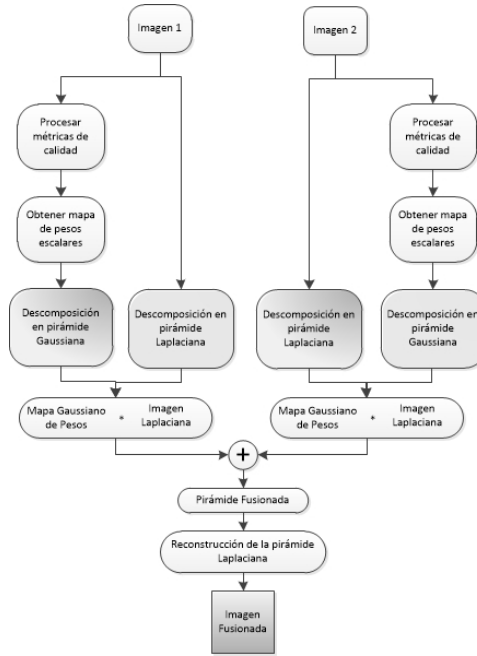 Imagen 1
Imagen 2
Procesar
métricas de
calidad
Procesar
métricas de
calidad
Obtener mapa
de pesos
escalares
Obtener mapa
de pesos
escalares
Descomposición
en pirámide
Gaussiana
Descomposición en
pirámide
Laplaciana
Descomposición en
pirámide
Laplaciana
Descomposición en
pirámide
Gaussiana
Mapa Gaussiano * Imagen
de Pesos Laplaciana
Mapa Gaussiano * Imagen
de Pesos Laplaciana
+
Pirámide Fusionada
Reconstrucción de la pirámide
Laplaciana
Imagen
Fusionada